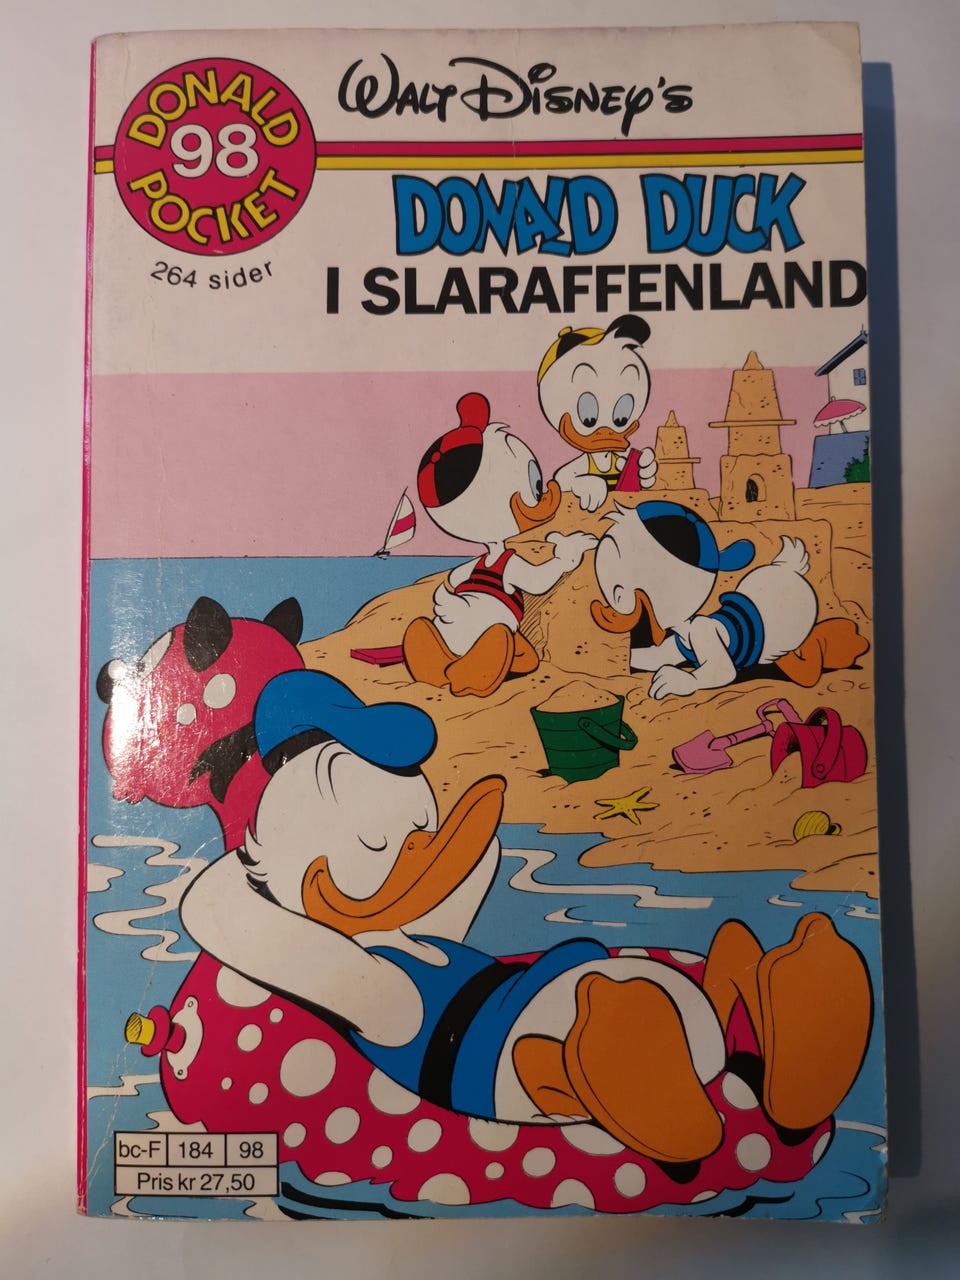 DONALD
98
POCKET
264 sider
WALT DISNEY'S
DONALD DUCK
I SLARAFFENLAND
bc-F 184 98
Pris kr 27,50